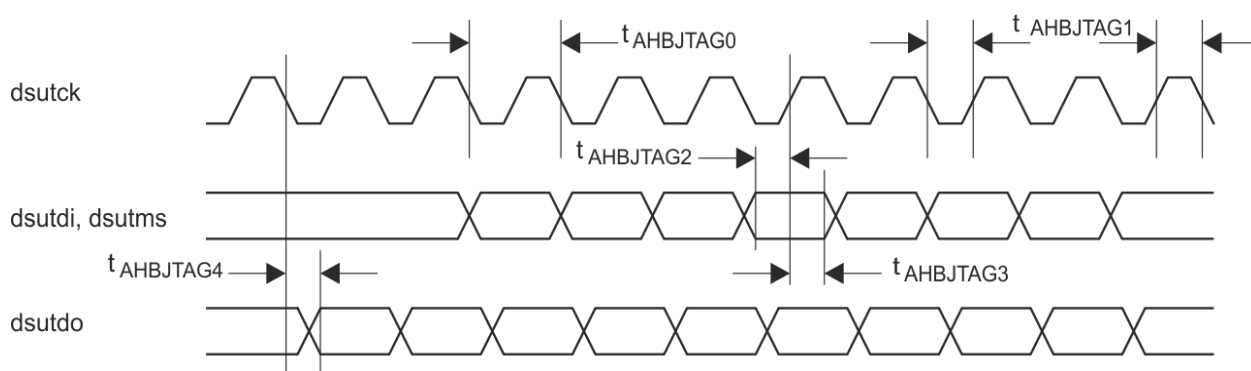 t AHBJTAG0
t AHBJTAG1
dsutck
t AHBJTAG2
dsutdi, dsutms
t AHBJTAG4
t AHBJTAG3
dsutdo